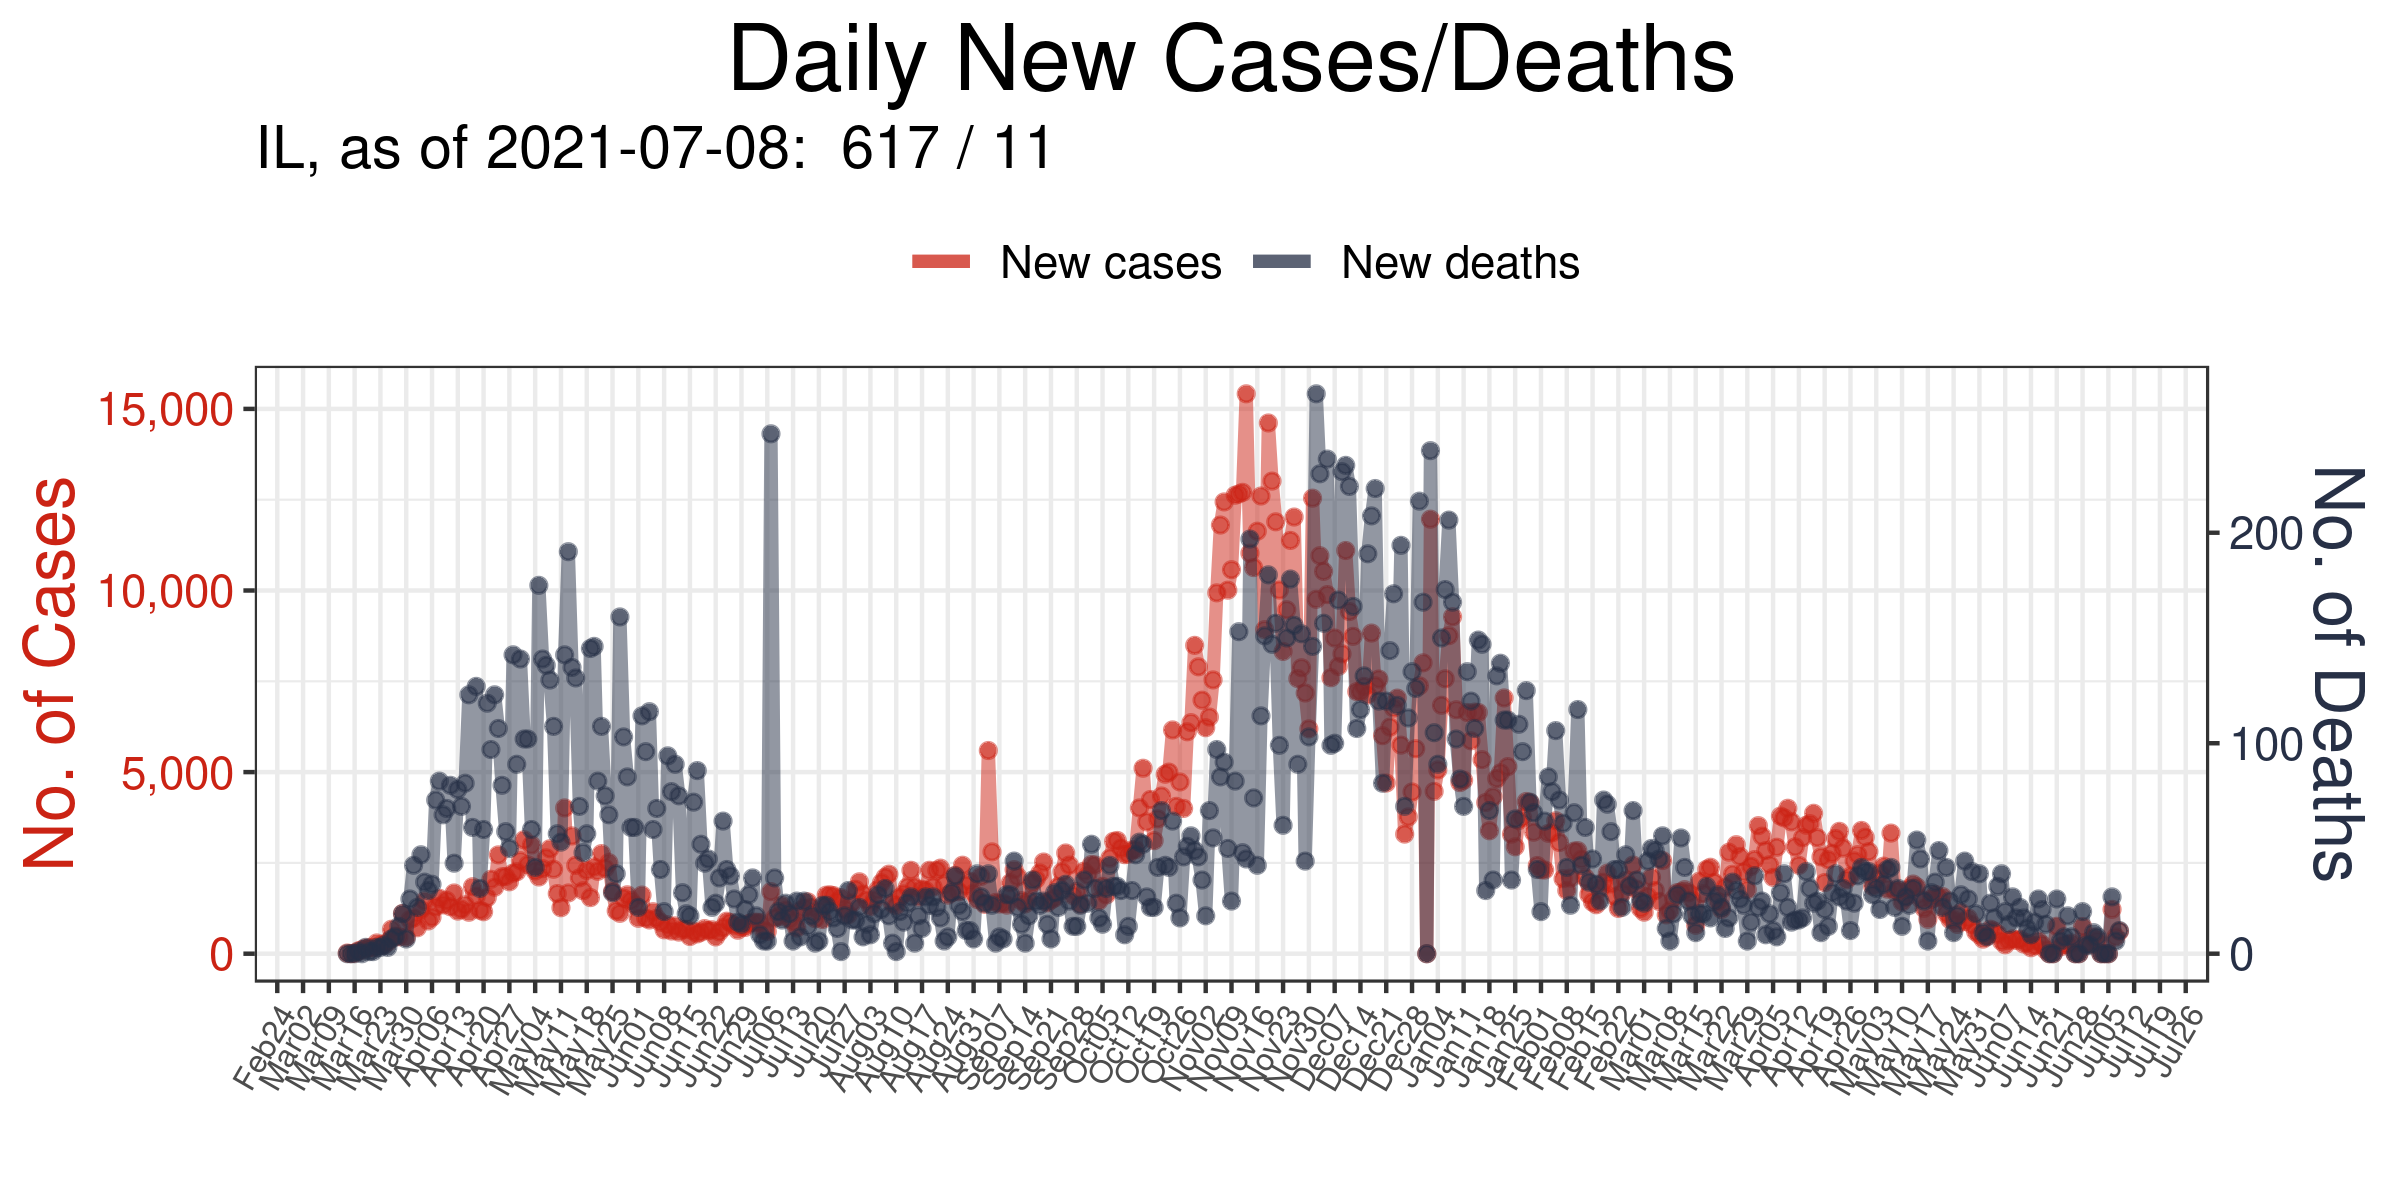 Daily New Cases/Deaths
IL, as of 2021-07-08:  617 / 11
New cases New deaths
No. of Cases
15,000
10,000
5,000
0
No. of Deaths
200
100
0
Feb24
Mar02
Mar09
Mar16
Mar23
Mar30
Apr06
Apr13
Apr20
Apr27
May04
May11
May18
May25
Jun01
Jun08
Jun15
Jun22
Jun29
Jul06
Jul13
Jul20
Jul27
Aug03
Aug10
Aug17
Aug24
Aug31
Sep07
Sep14
Sep21
Sep28
Oct05
Oct12
Oct19
Oct26
Nov02
Nov09
Nov16
Nov23
Nov30
Dec07
Dec14
Dec21
Dec28
Jan04
Jan11
Jan18
Jan25
Feb01
Feb08
Feb15
Feb22
Mar01
Mar08
Mar15
Mar22
Mar29
Apr05
Apr12
Apr19
Apr26
May03
May10
May17
May24
May31
Jun07
Jun14
Jun21
Jun28
Jul05
Jul12
Jul19
Jul26